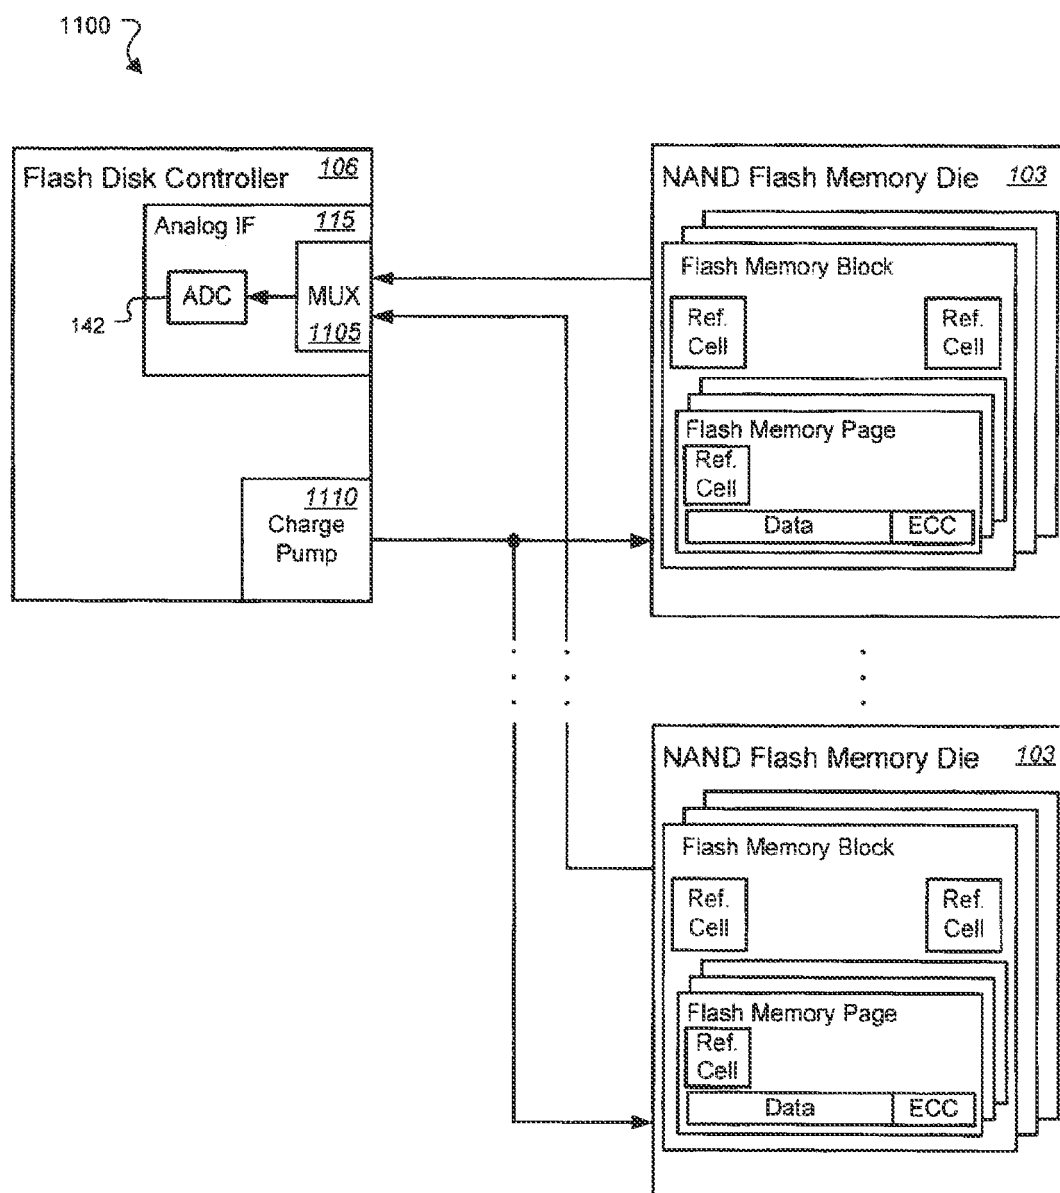 1100
Flash Disk Controller 106
Analog IF 115
ADC
MUX
1105
142
1110
Charge
Pump
NAND Flash Memory Die 103
Flash Memory Block
Ref.
Cell
Ref.
Cell
Flash Memory Page
Ref.
Cell
Data ECC
NAND Flash Memory Die 103
Flash Memory Block
Ref.
Cell
Ref.
Cell
Flash Memory Page
Ref.
Cell
Data ECC